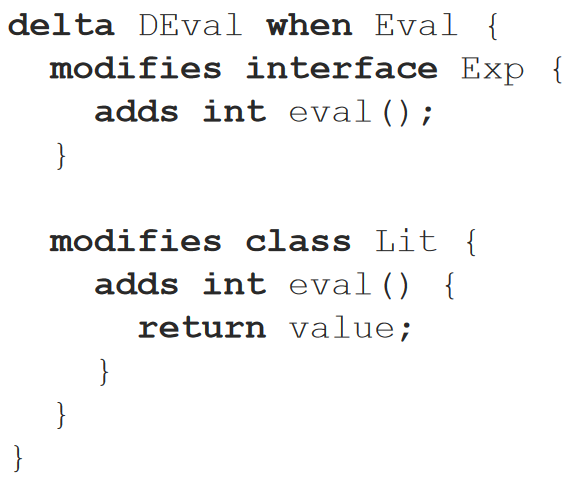 delta DEval when Eval {
  modifies interface Exp {
    adds int eval();
  }

  modifies class Lit {
    adds int eval() {
      return value;
    }
  }
}